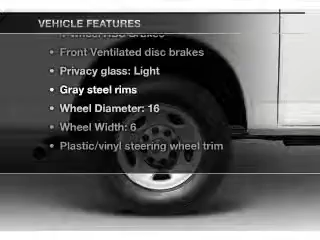 VEHICLE FEATURES
• Front Ventilated disc brakes
• Privacy glass: Light
• Gray steel rims
• Wheel Diameter: 16
• Wheel Width: 6
• Plastic/vinyl steering wheel trim